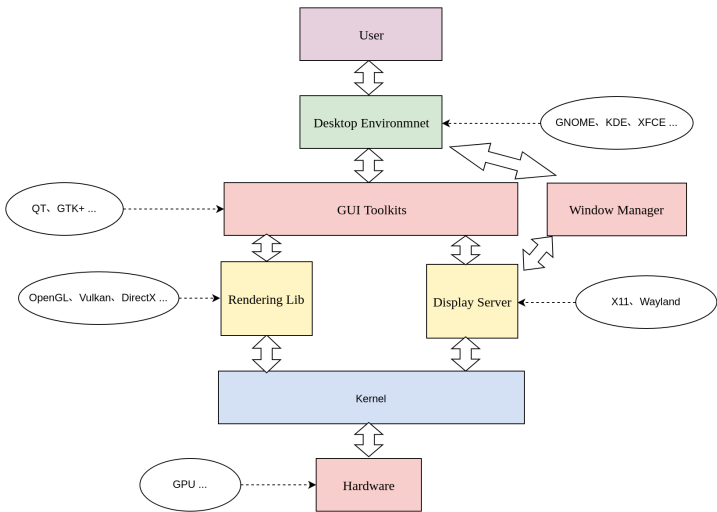 User
Desktop Environmnet
GNOME、KDE、XFCE ...
QT、GTK+ ...
GUI Toolkits
Window Manager
OpenGL、Vulkan、DirectX ...
Rendering Lib
Display Server
X11、Wayland
Kernel
GPU ...
Hardware